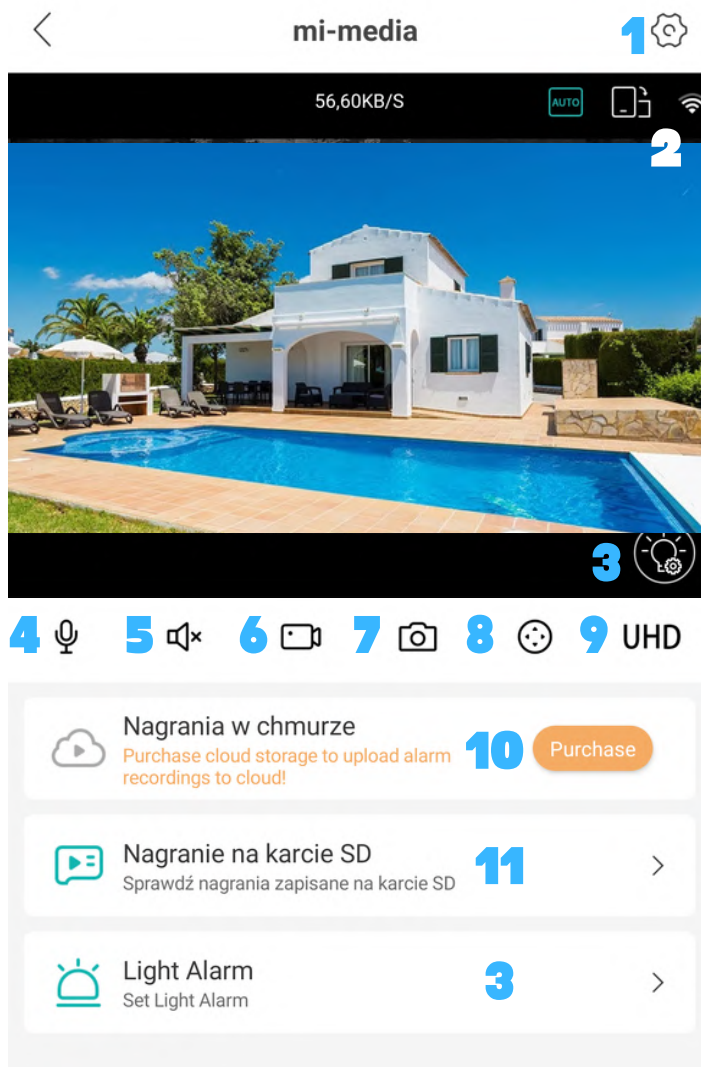 mi-media
1
56,60KB/S
AUTO
2
3
4
5
6
7
8
9 UHD
Nagrania w chmurze
Purchase cloud storage to upload alarm
recordings to cloud!
10
Purchase
Nagranie na karcie SD
Sprawdź nagrania zapisane na karcie SD
11
Light Alarm
Set Light Alarm
3